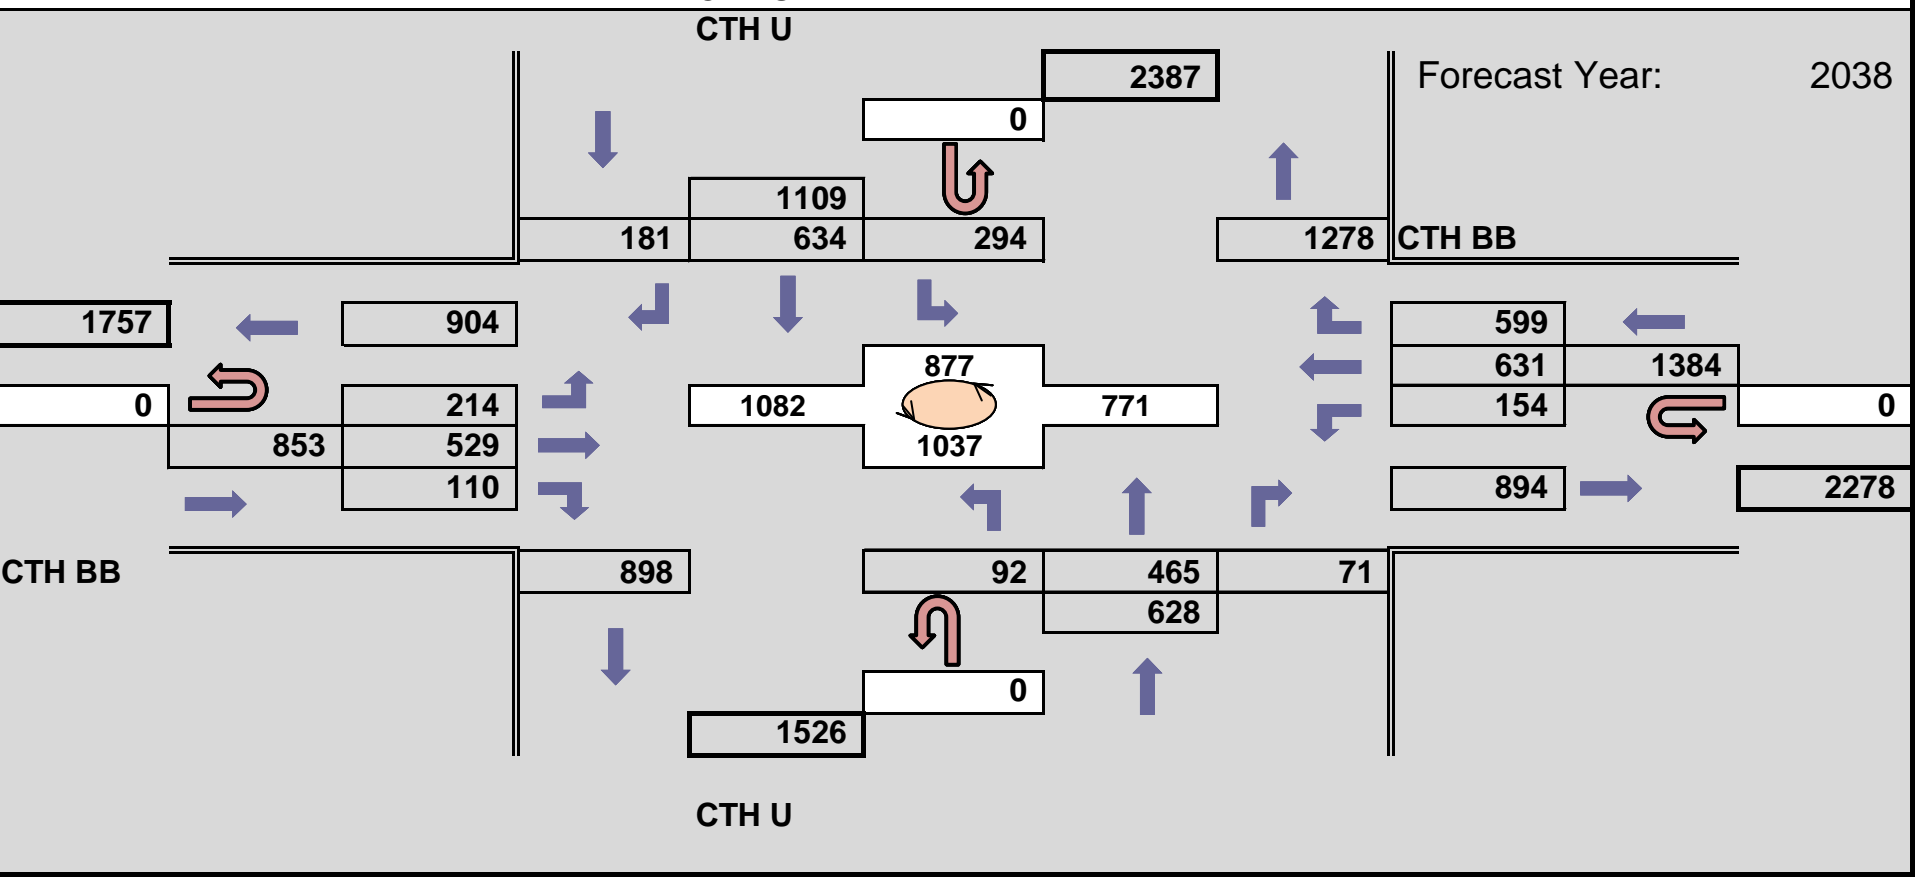 CTH U
2387
Forecast Year: 2038
0
1109
181 634 294 1278 CTH BB
1757 904 599
877
631 1384
0 214 1082 771 154 0
853 529 1037
110 894 2278
CTH BB 898 92 465 71
628
0
1526
CTH U